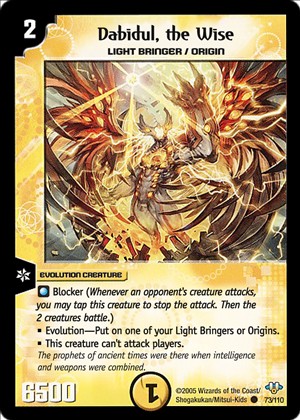 2
Dabidul, the Wise
LIGHT BRINGER / ORIGIN
EVOLUTION CREATURE
Blocker (Whenever an opponent's creature attacks,
you may tap this creature to stop the attack. Then the
2 creatures battle.)
▪ Evolution—Put on one of your Light Bringers or Origins.
▪ This creature can't attack players.
The prophets of ancient times were there when intelligence
and weapons were combined.
6500
1
©2005 Wizards of the Coast/
Shogakukan/Mitsui-Kids ● 73/110